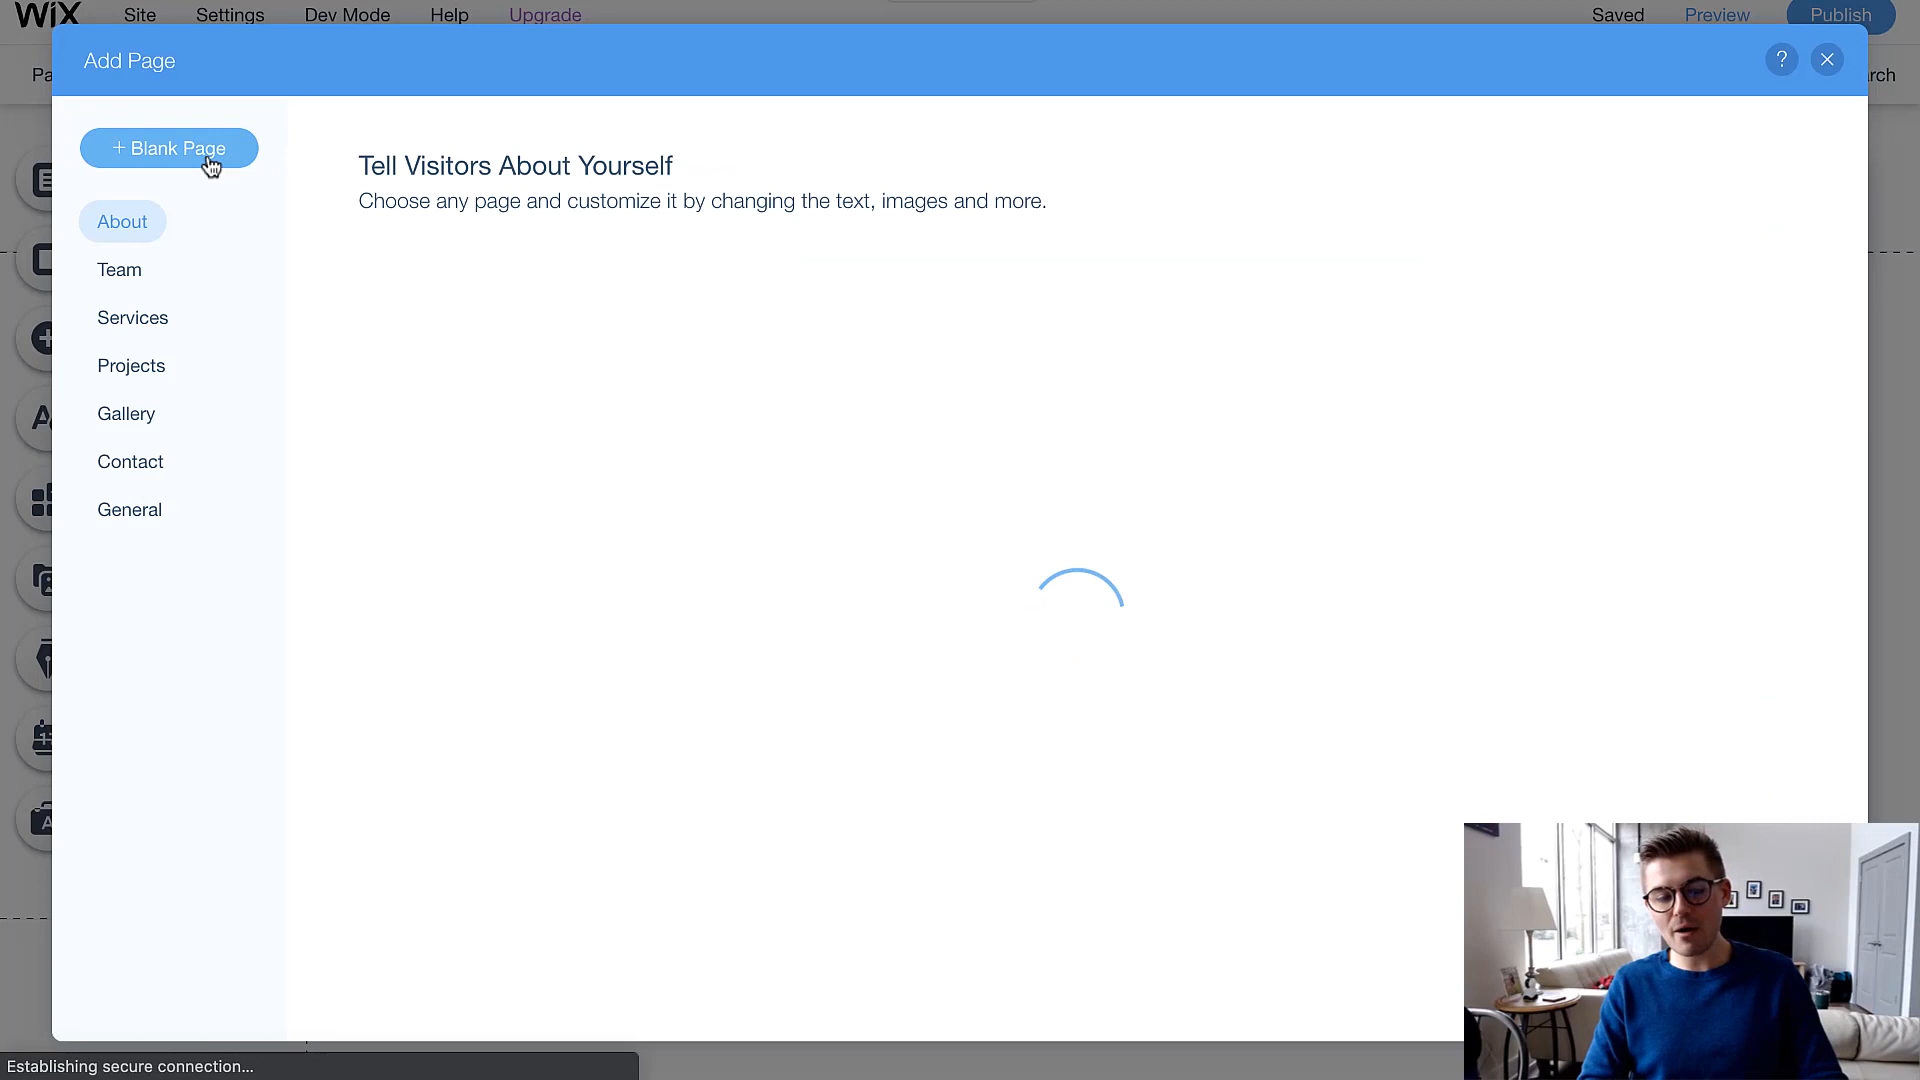 WiX
Site
Settings
Dev Mode
Help
Upgrade
Saved
Preview
Publish
Pa
rch
Add Page
?
+ Blank Page
About
Team
Services
Projects
Gallery
Contact
General
Tell Visitors About Yourself
Choose any page and customize it by changing the text, images and more.
Establishing secure connection...